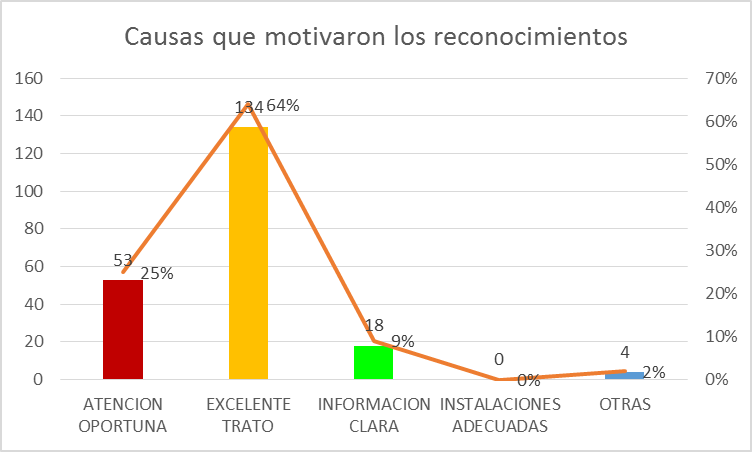 Causas que motivaron los reconocimientos
160
140
120
100
80
60
40
20
0
70%
60%
50%
40%
30%
20%
10%
0%
53
25%
134
64%
18
9%
0
0%
4
2%
ATENCION
OPORTUNA
EXCELENTE
TRATO
INFORMACION
CLARA
INSTALACIONES
ADECUADAS
OTRAS